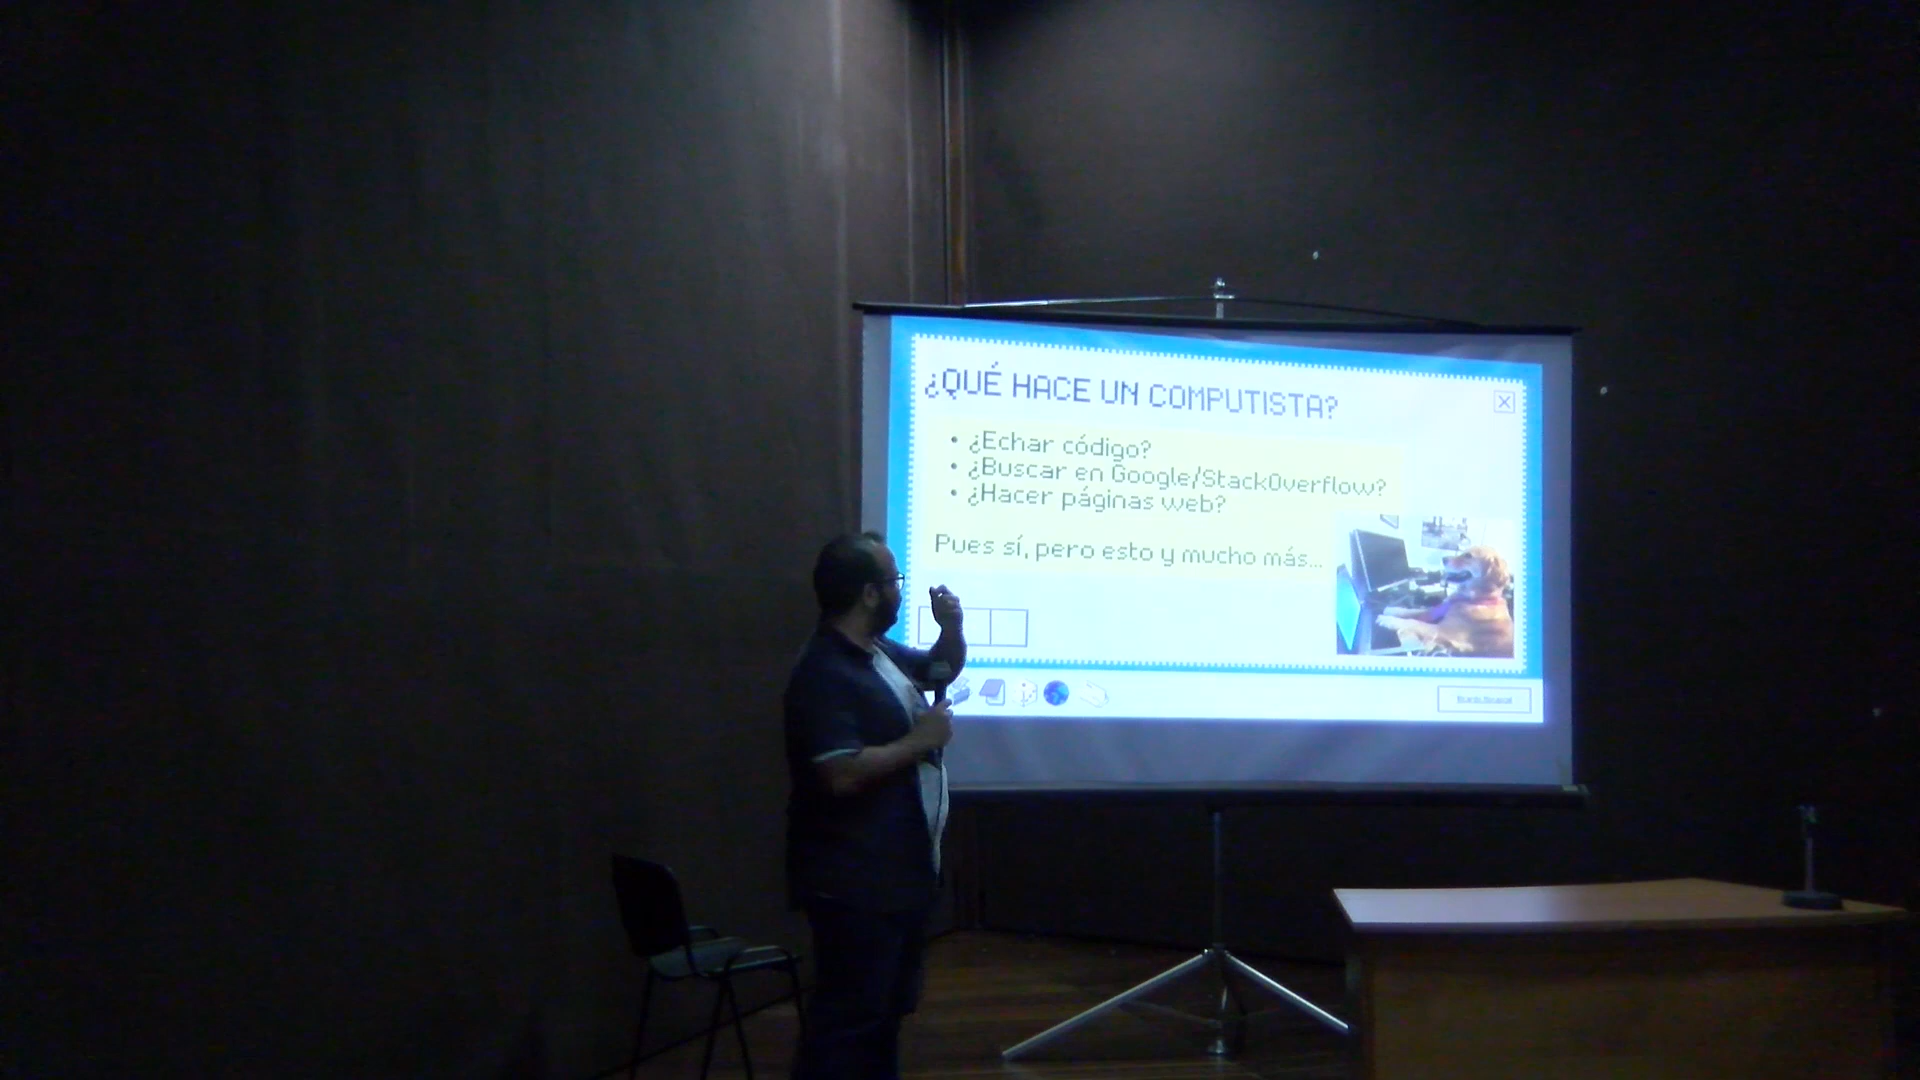 ¿QUÉ HACE UN COMPUTISTA?
• ¿Echar código?
• ¿Buscar en Google/StackOverflow?
• ¿Hacer páginas web?
Pues sí, pero esto y mucho más...